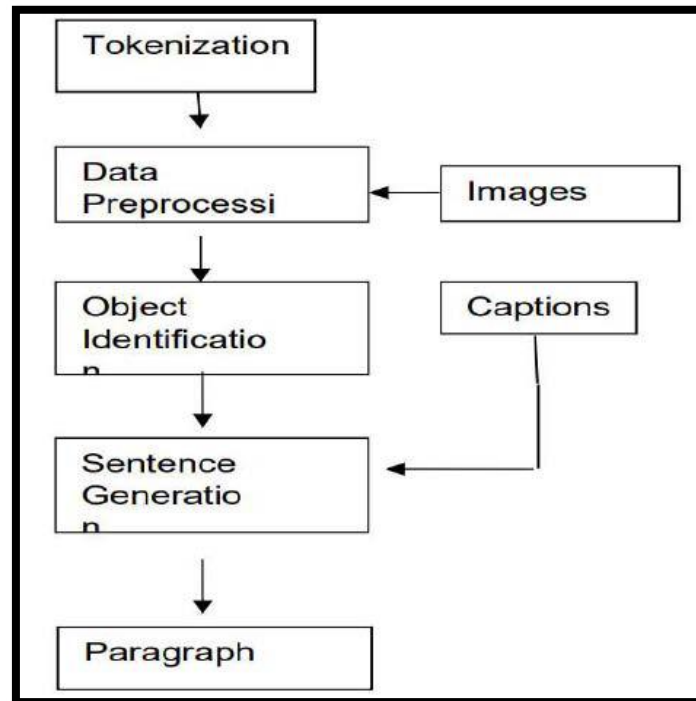 Tokenization
Data
Preprocessi
Images
Object
Identificatio
n
Captions
Sentence
Generatio
n
Paragraph